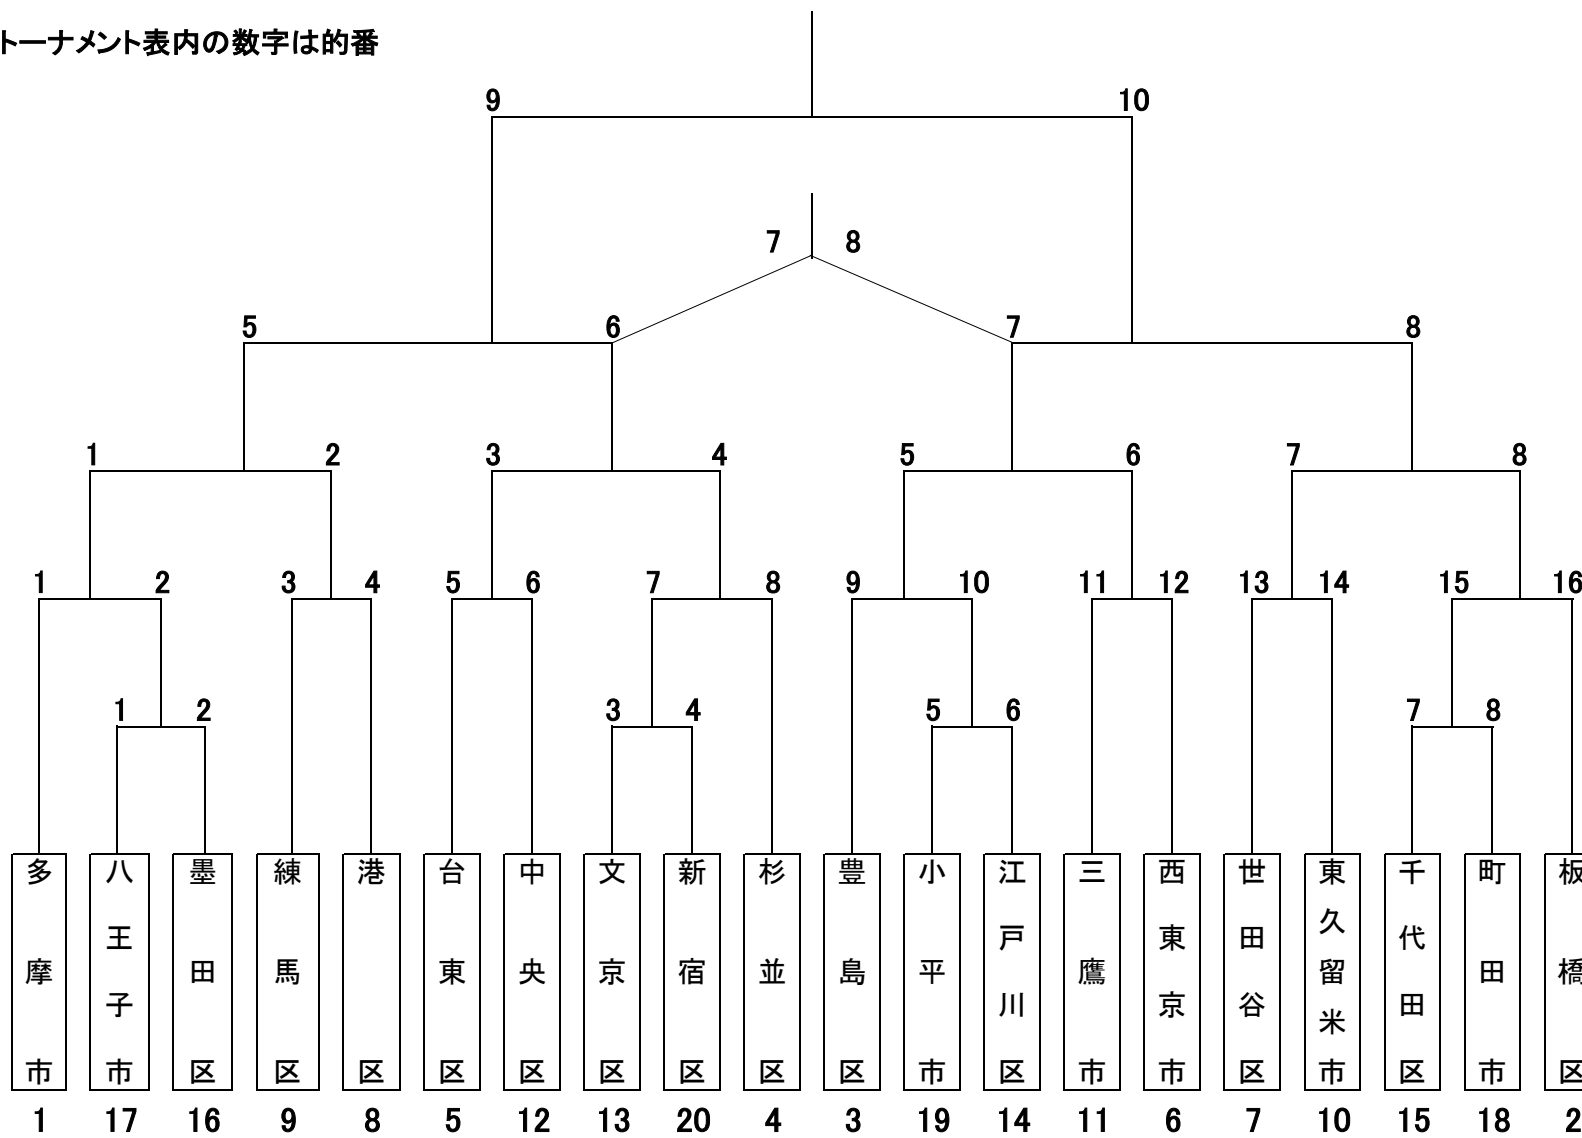 トーナメント表内の数字は的番
9 10
7 8
5 6 7 8
1 2 3 4 5 6 7 8
1 2 3 4 5 6 7 8 9 10 11 12 13 14 15 16
1 2 3 4 5 6 7 8
多摩市
八王子市
墨田区
練馬区
港区
台東区
中央区
文京区
新宿区
杉並区
豊島区
小平市
江戸川区
三鷹市
西東京市
世田谷区
東久留米市
千代田区
町田市
板橋区
1 17 16 9 8 5 12 13 20 4 3 19 14 11 6 7 10 15 18 2